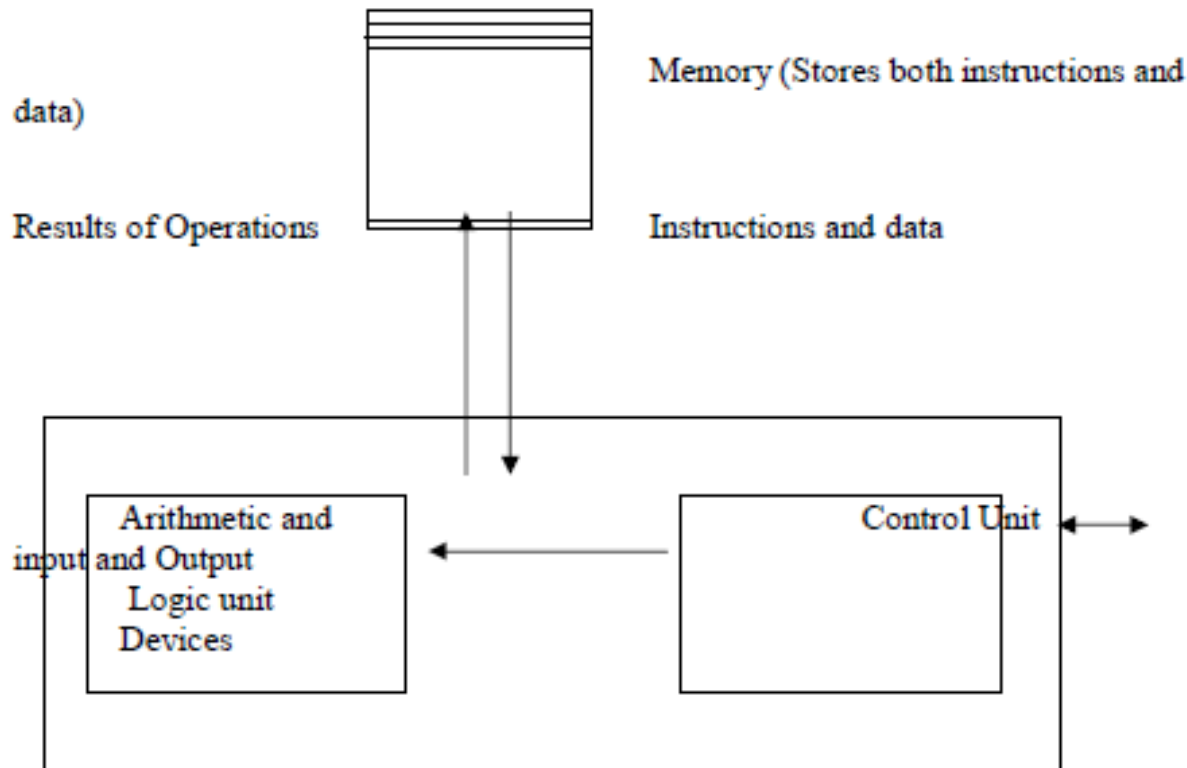 Memory (Stores both instructions and
data)
Results of Operations Instructions and data
Arithmetic and Control Unit
input and Output
Logic unit
Devices